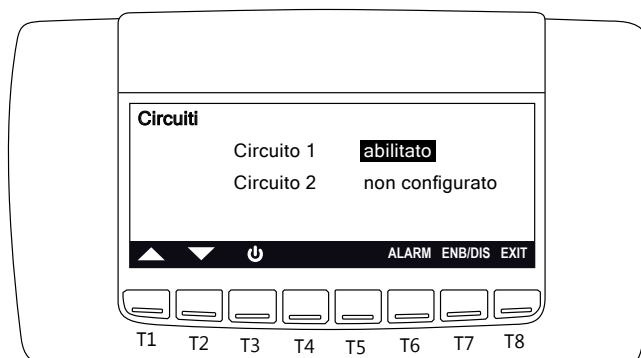 Circuiti
Circuito 1 abilitato
Circuito 2 non configurato
ALARM ENB/DIS EXIT
T1 T2 T3 T4 T5 T6 T7 T8